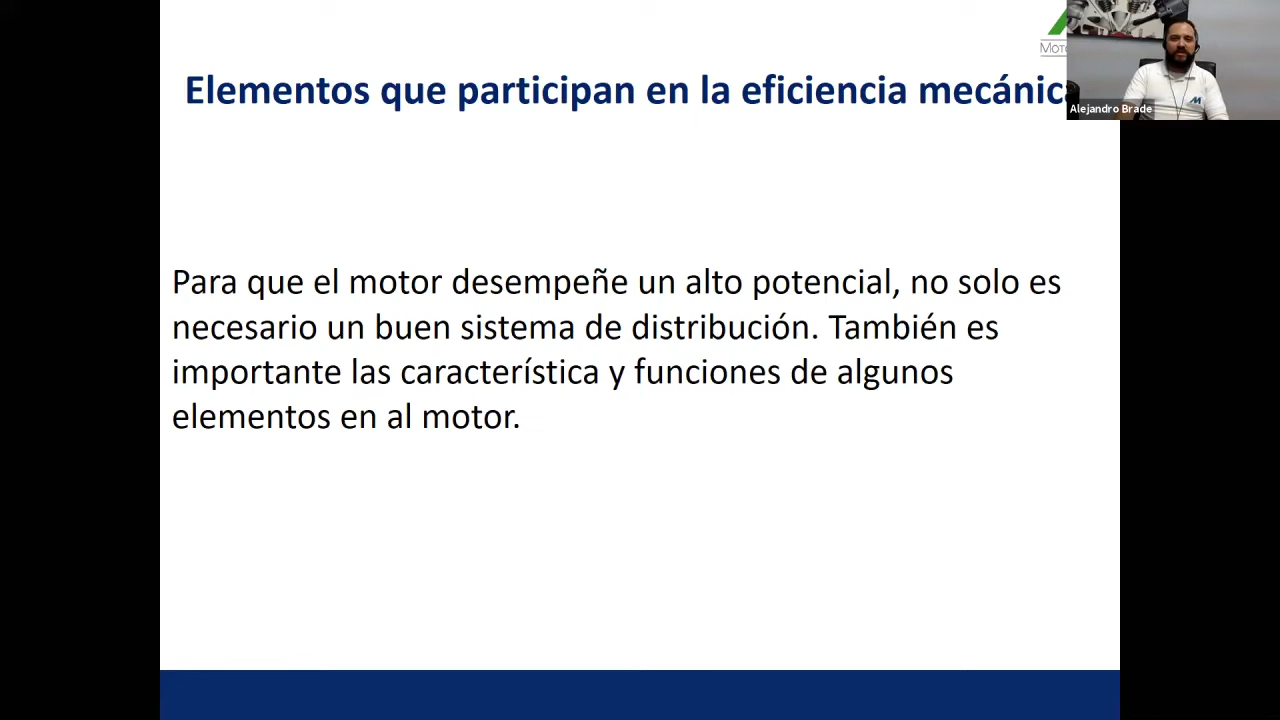 Elementos que participan en la eficiencia mecánica
Alejandro Brade
Para que el motor desempeñe un alto potencial, no solo es
necesario un buen sistema de distribución. También es
importante las característica y funciones de algunos
elementos en al motor.